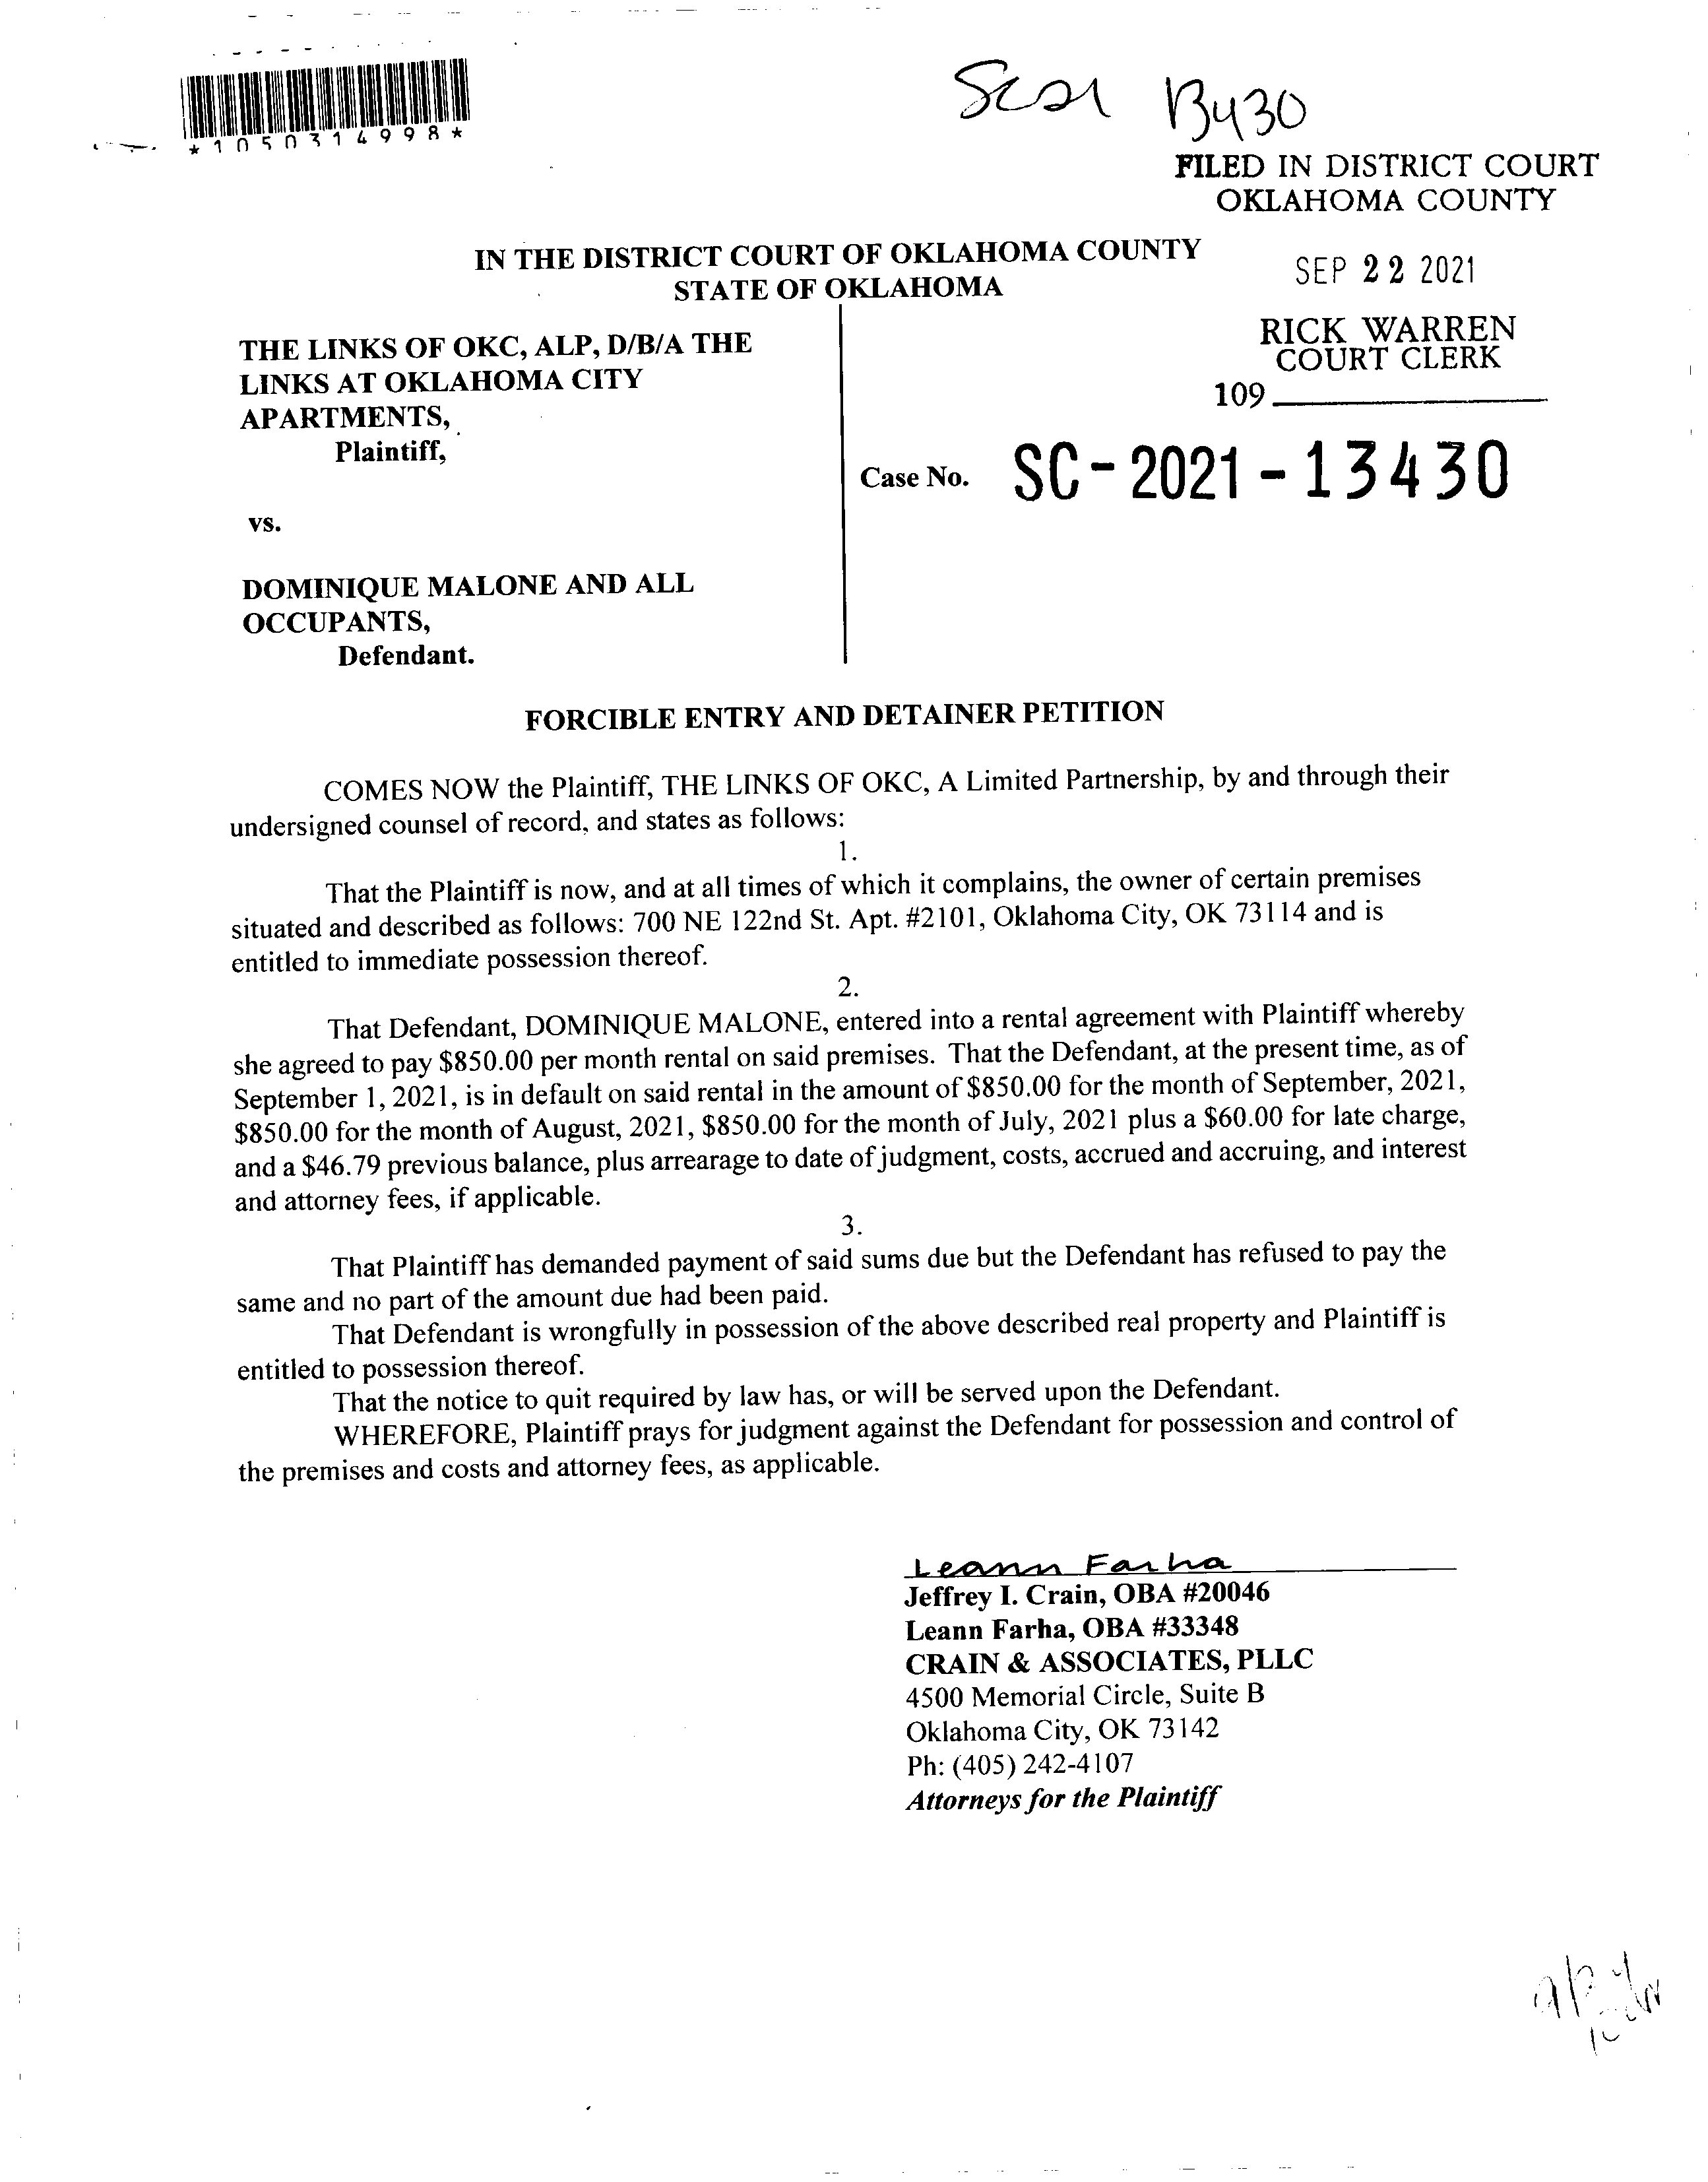 *1050314998*
SC21 13430
FILED IN DISTRICT COURT
OKLAHOMA COUNTY
IN THE DISTRICT COURT OF OKLAHOMA COUNTY
STATE OF OKLAHOMA
SEP 22 2021
RICK WARREN
COURT CLERK
109
THE LINKS OF OKC, ALP, D/B/A THE
LINKS AT OKLAHOMA CITY
APARTMENTS,
Plaintiff,
Case No. SC-2021-13430
vs.
DOMINIQUE MALONE AND ALL
OCCUPANTS,
Defendant.
FORCIBLE ENTRY AND DETAINER PETITION
COMES NOW the Plaintiff, THE LINKS OF OKC, A Limited Partnership, by and through their
undersigned counsel of record, and states as follows:
1.
That the Plaintiff is now, and at all times of which it complains, the owner of certain premises
situated and described as follows: 700 NE 122nd St. Apt. #2101, Oklahoma City, OK 73114 and is
entitled to immediate possession thereof.
2.
That Defendant, DOMINIQUE MALONE, entered into a rental agreement with Plaintiff whereby
she agreed to pay $850.00 per month rental on said premises. That the Defendant, at the present time, as of
September 1, 2021, is in default on said rental in the amount of $850.00 for the month of September, 2021,
$850.00 for the month of August, 2021, $850.00 for the month of July, 2021 plus a $60.00 for late charge,
and a $46.79 previous balance, plus arrearage to date of judgment, costs, accrued and accruing, and interest
and attorney fees, if applicable.
3.
That Plaintiff has demanded payment of said sums due but the Defendant has refused to pay the
same and no part of the amount due had been paid.
That Defendant is wrongfully in possession of the above described real property and Plaintiff is
entitled to possession thereof.
That the notice to quit required by law has, or will be served upon the Defendant.
WHEREFORE, Plaintiff prays for judgment against the Defendant for possession and control of
the premises and costs and attorney fees, as applicable.
Leann Farha
Jeffrey I. Crain, OBA #20046
Leann Farha, OBA #33348
CRAIN & ASSOCIATES, PLLC
4500 Memorial Circle, Suite B
Oklahoma City, OK 73142
Ph: (405) 242-4107
Attorneys for the Plaintiff